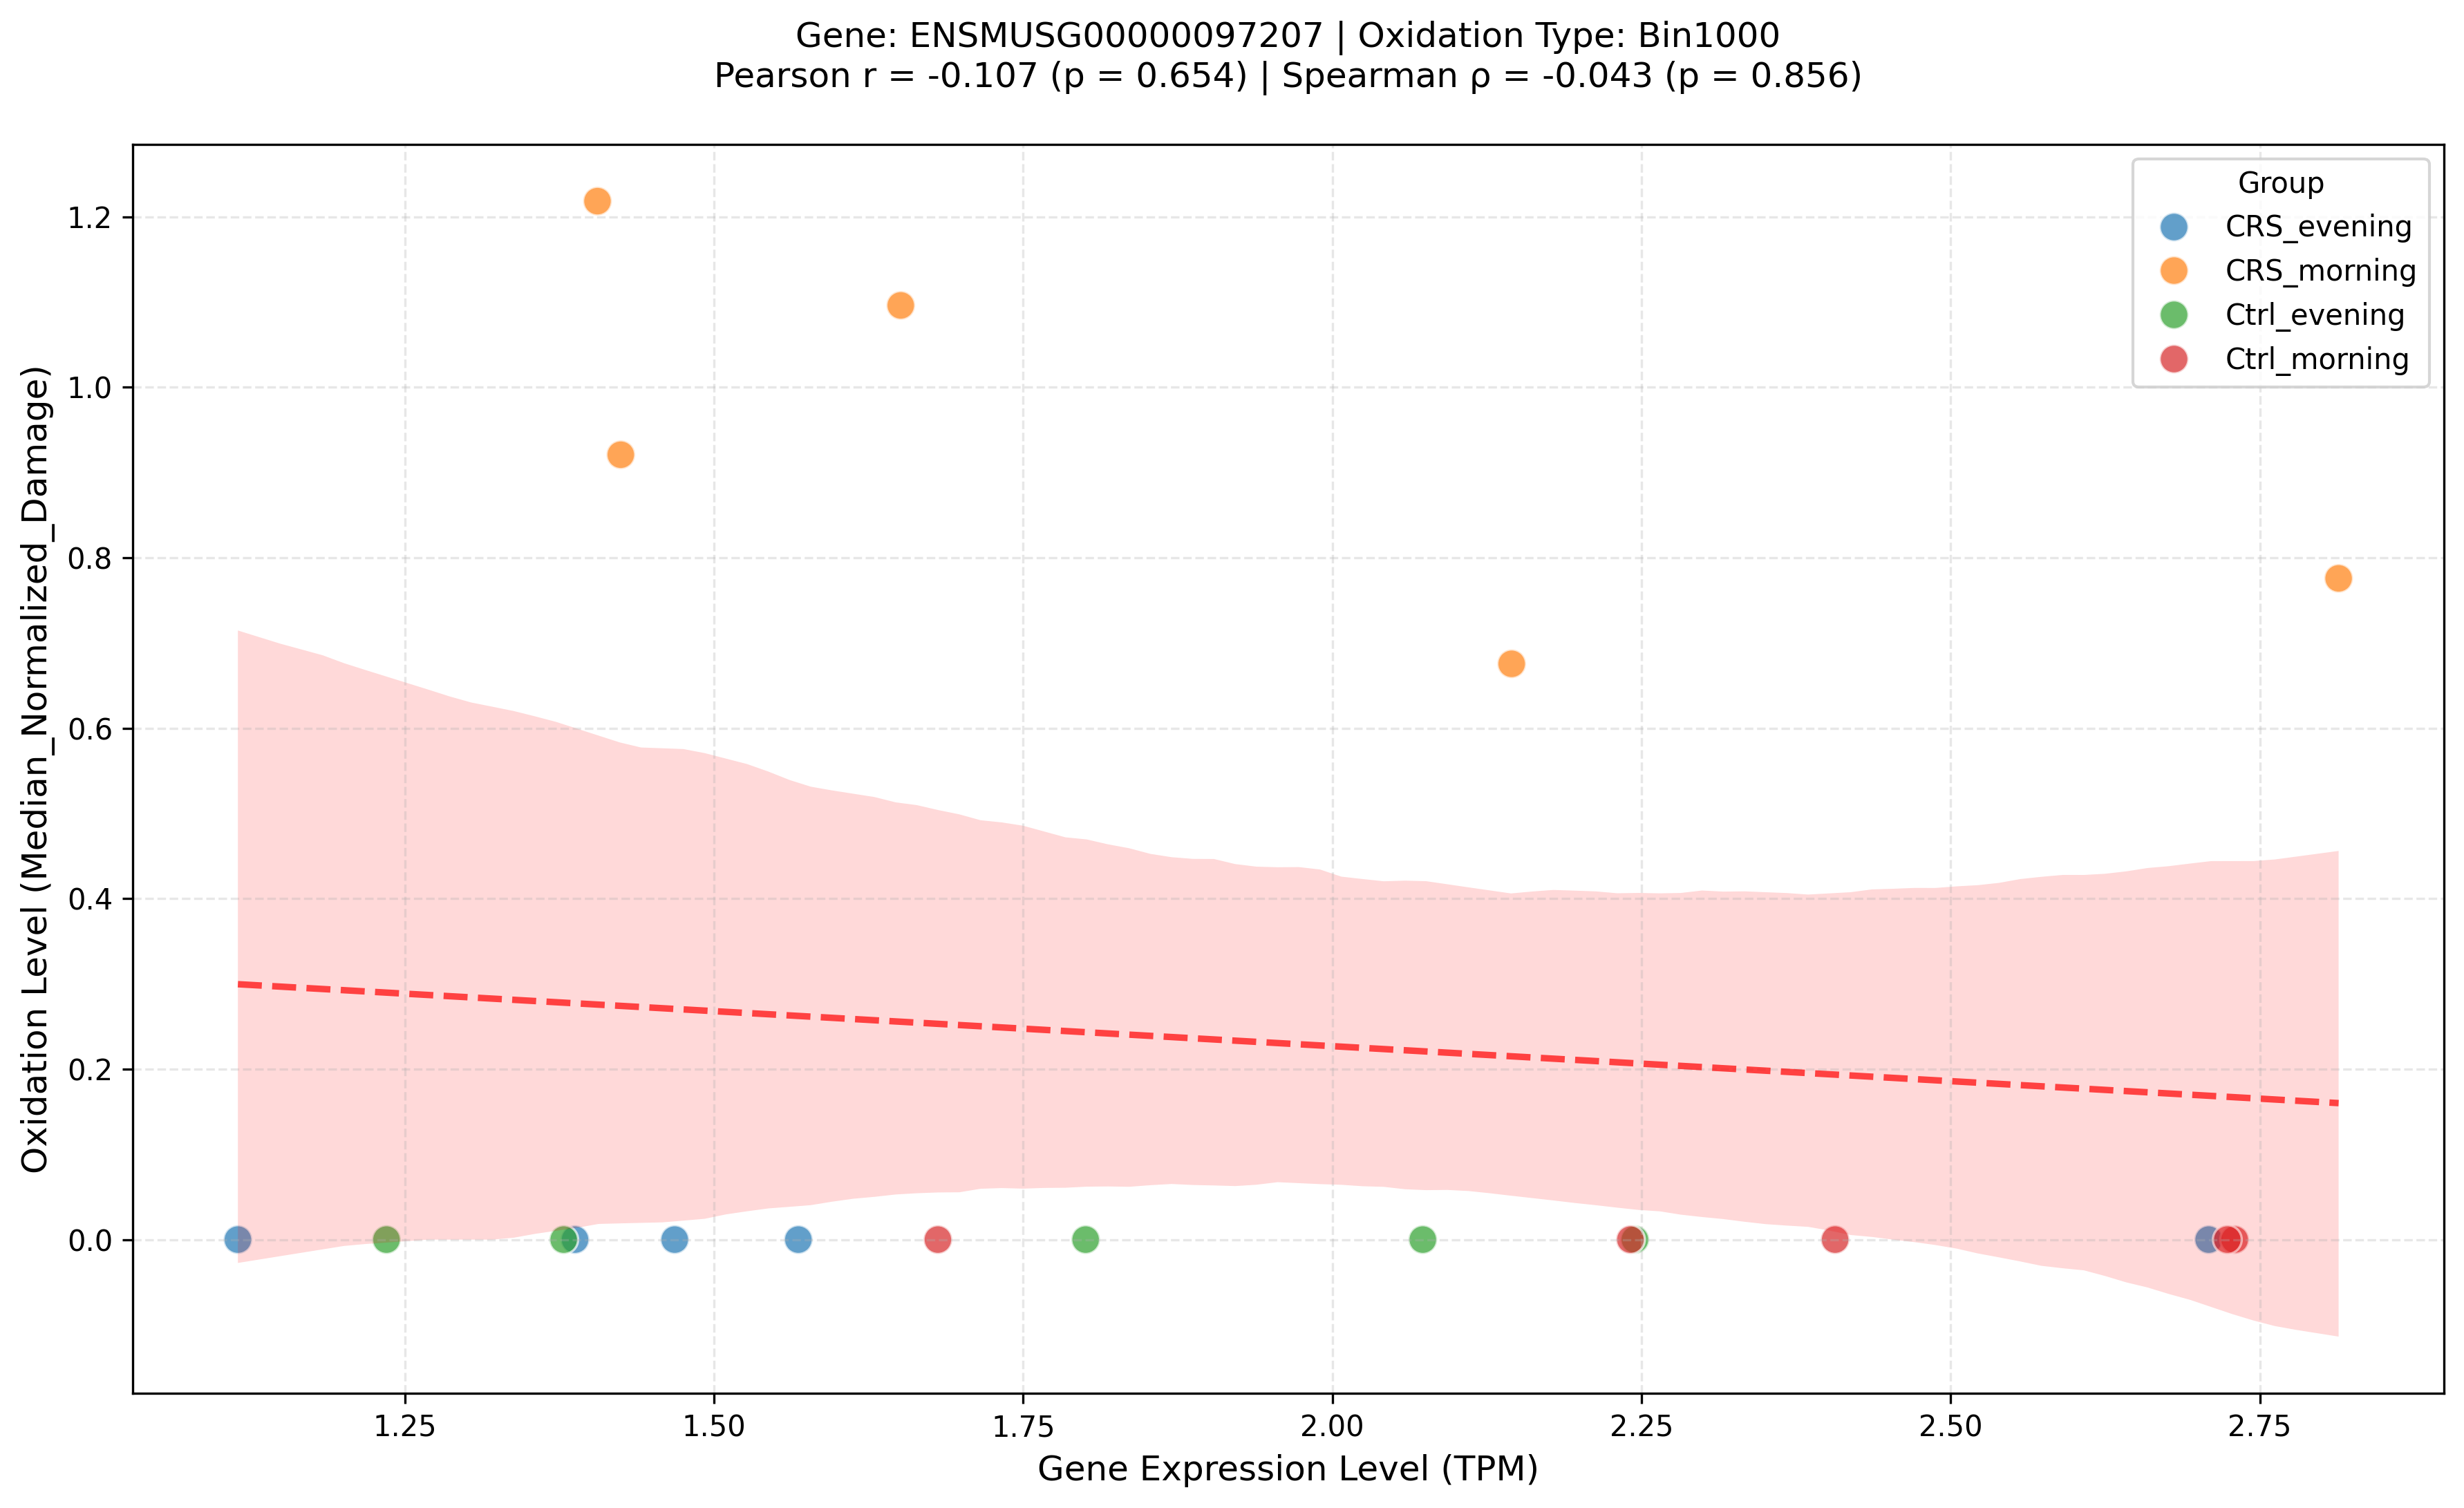 Gene: ENSMUSG00000097207 | Oxidation Type: Bin1000
Pearson r = -0.107 (p = 0.654) | Spearman ρ = -0.043 (p = 0.856)
Group
CRS_evening
CRS_morning
Ctrl_evening
Ctrl_morning
Oxidation Level (Median_Normalized_Damage)
1.2
1.0
0.8
0.6
0.4
0.2
0.0
1.25 1.50 1.75 2.00 2.25 2.50 2.75
Gene Expression Level (TPM)